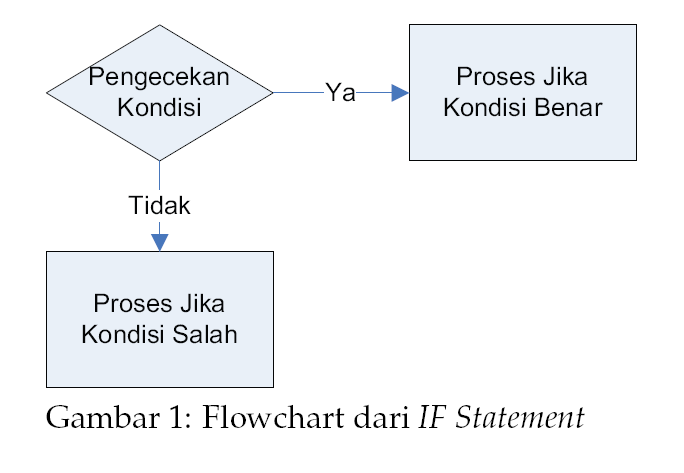 Pengecekan
Kondisi
Ya
Proses Jika
Kondisi Benar
Tidak
Proses Jika
Kondisi Salah
Gambar 1: Flowchart dari IF Statement